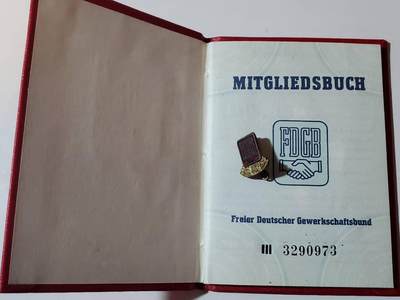 MITGLIEDSBUCH
FDGB
Freier Deutscher Gewerkschaftsbund
III 3290973